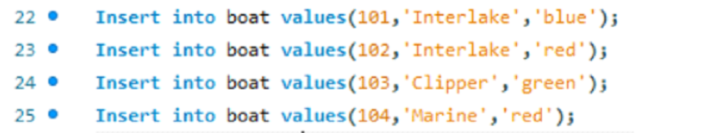 22 • Insert into boat values(101,'Interlake','blue');
23 • Insert into boat values(102,'Interlake','red');
24 • Insert into boat values(103,'Clipper','green');
25 • Insert into boat values(104,'Marine','red');